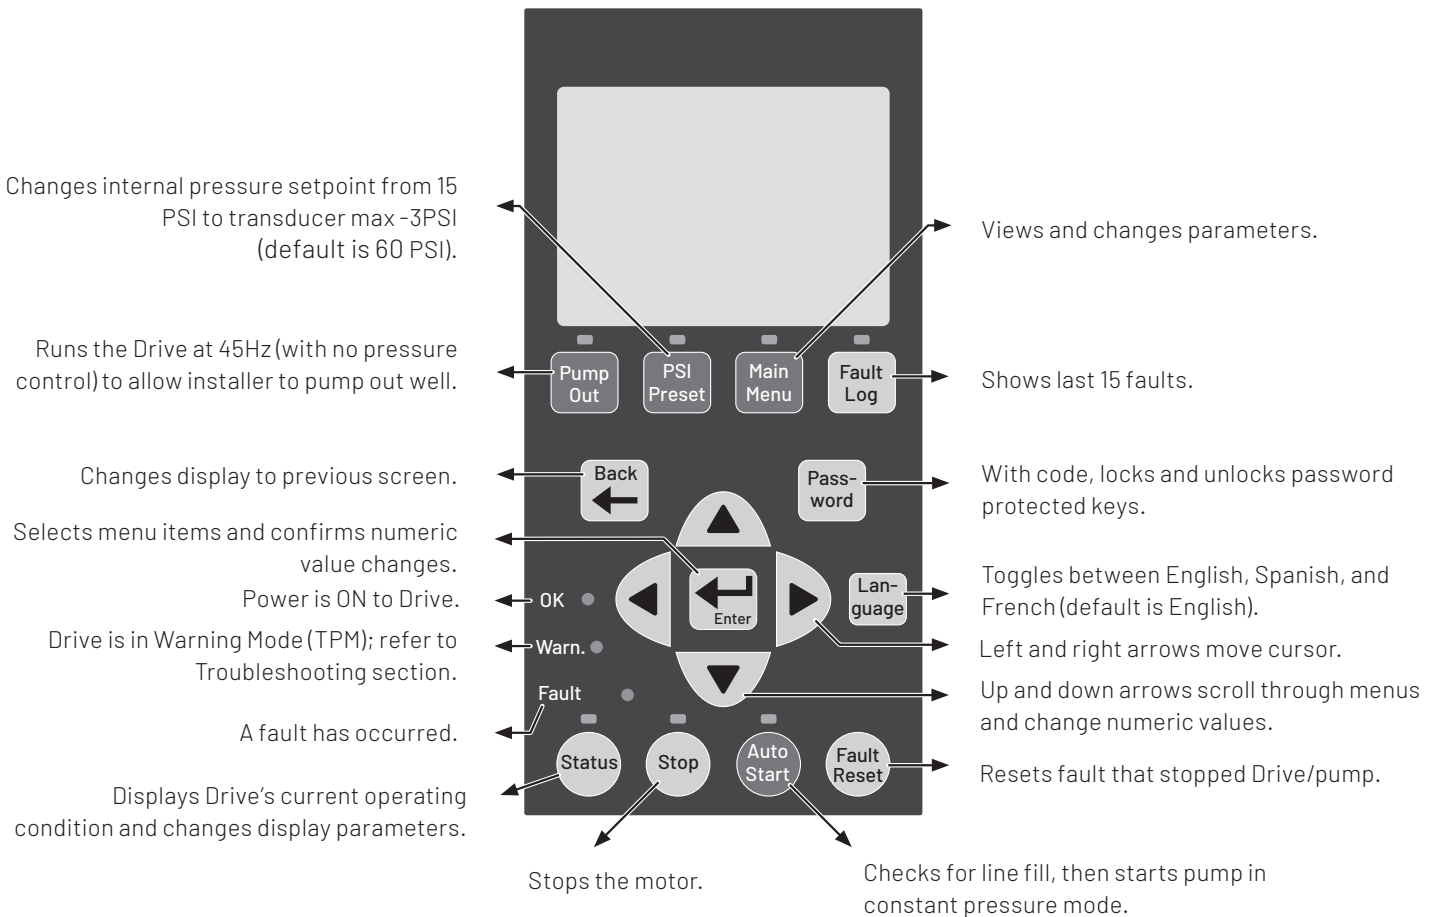 Changes internal pressure setpoint from 15
PSI to transducer max -3PSI
(default is 60 PSI).
Views and changes parameters.
Runs the Drive at 45Hz (with no pressure
control) to allow installer to pump out well.
Pump
Out
PSI
Preset
Main
Menu
Fault
Log
Shows last 15 faults.
Changes display to previous screen.
Back
Pass-
word
With code, locks and unlocks password
protected keys.
Selects menu items and confirms numeric
value changes.
Enter
Lan-
guage
Toggles between English, Spanish, and
French (default is English).
Power is ON to Drive.
OK
Drive is in Warning Mode (TPM); refer to
Troubleshooting section.
Warn.
Left and right arrows move cursor.
Up and down arrows scroll through menus
and change numeric values.
Fault
A fault has occurred.
Status
Stop
Auto
Start
Fault
Reset
Resets fault that stopped Drive/pump.
Displays Drive's current operating
condition and changes display parameters.
Stops the motor.
Checks for line fill, then starts pump in
constant pressure mode.